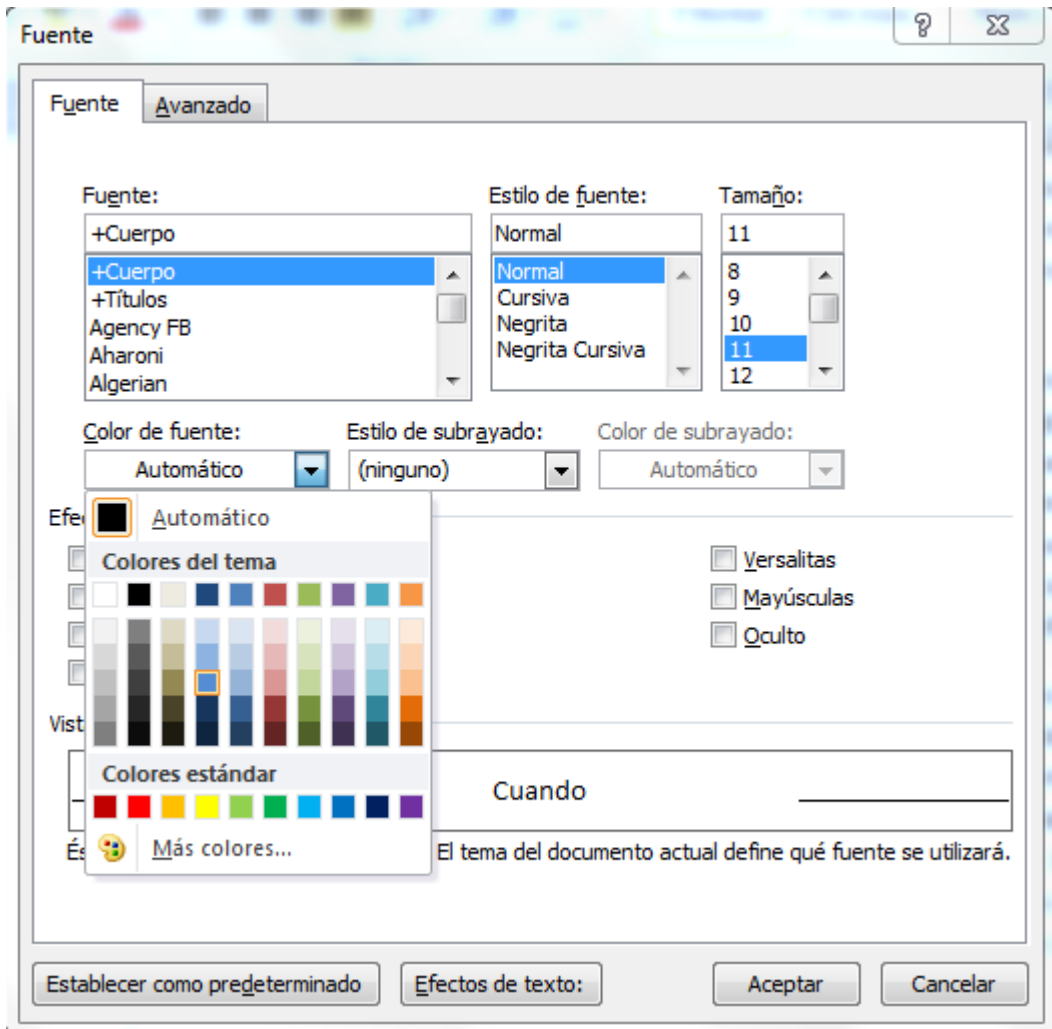 Fuente
Fuente Avanzado
Fuente: Estilo de fuente: Tamaño:
+Cuerpo Normal 11
+Cuerpo Normal 8
+Títulos Cursiva 9
Agency FB Negrita 10
Aharoni Negrita Cursiva 11
Algerian 12
Color de fuente: Estilo de subrayado: Color de subrayado:
Automático (ninguno) Automático
Automático
Colores del tema Versalitas
Mayúsculas
Oculto
Colores estándar
Cuando
Más colores... El tema del documento actual define qué fuente se utilizará.
Establecer como predeterminado Efectos de texto: Aceptar Cancelar